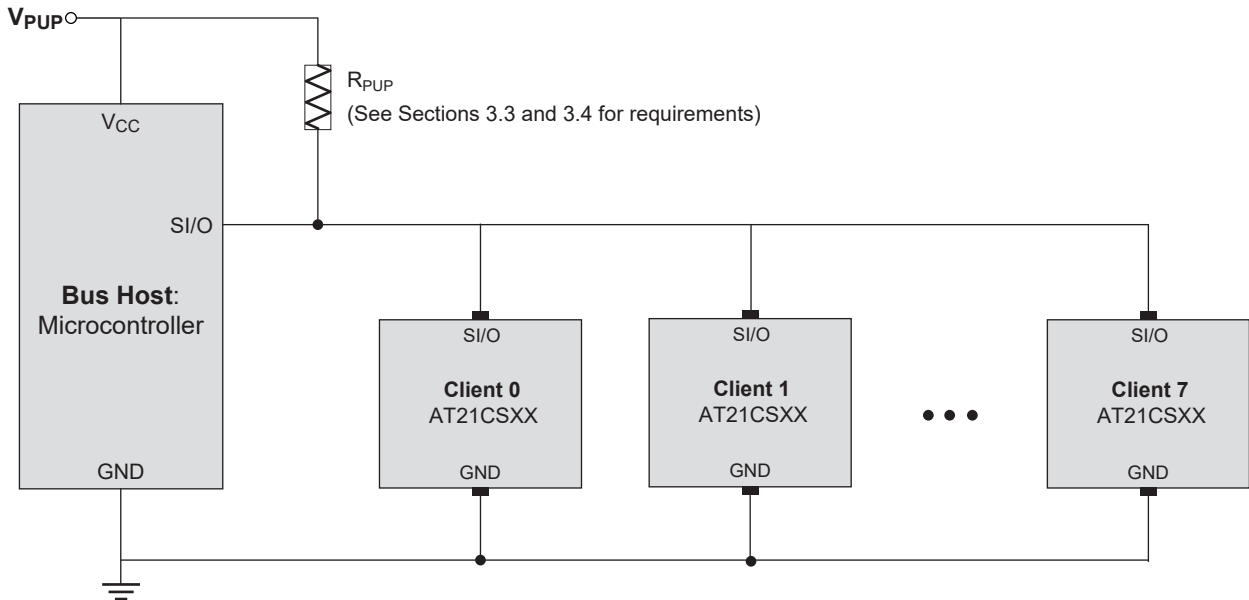 VPUP
RPUP
(See Sections 3.3 and 3.4 for requirements)
VCC
SI/O
Bus Host:
Microcontroller
GND
SI/O
Client 0
AT21CSXX
GND
SI/O
Client 1
AT21CSXX
GND
SI/O
Client 7
AT21CSXX
GND